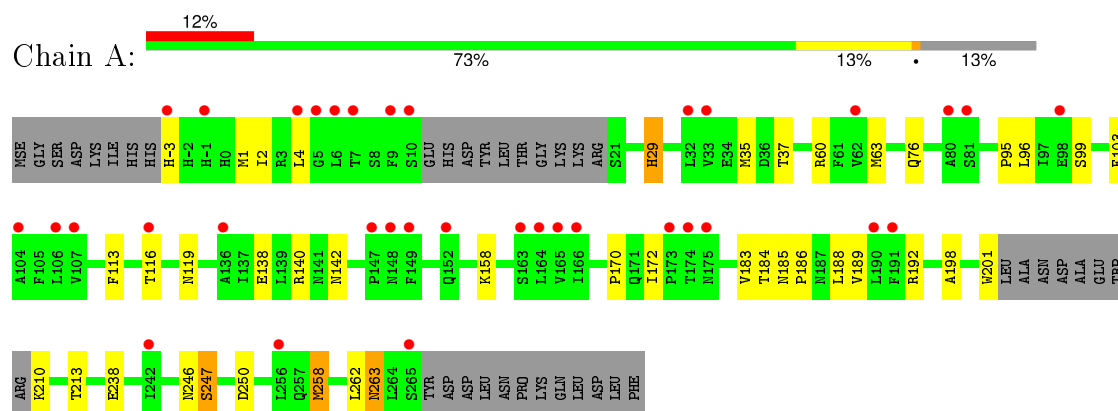 12%
Chain A:
73% 13% • 13%
MSE GLY SER ASP LYS ILE HIS HIS H-3 H-2 H-1 H0 M1 I2 R3 L4 G5 L6 T7 S8 F9 S10 GLU HIS ASP TYR LEU THR GLY LYS LYS ARG S21 H29 L32 V33 E34 M35 D36 T37 R60 F61 V62 M63 Q76 A80 S81 P95 L96 I97 E98 S99 E103
A104 F105 L106 V107 F113 T116 N119 A136 I137 E138 L139 R140 N141 N142 P147 N148 F149 Q152 K158 S163 L164 V165 I166 P170 Q171 I172 P173 T174 N175 V183 T184 N185 P186 N187 L188 V189 L190 F191 R192 A198 W201 LEU ALA ASN ASP ALA GLU TRP
ARG K210 T213 E238 I242 N246 S247 D250 L256 Q257 M258 L262 N263 L264 S265 TYR ASP ASP LEU ASN PRO LYS GLN LEU ASP LEU PHE